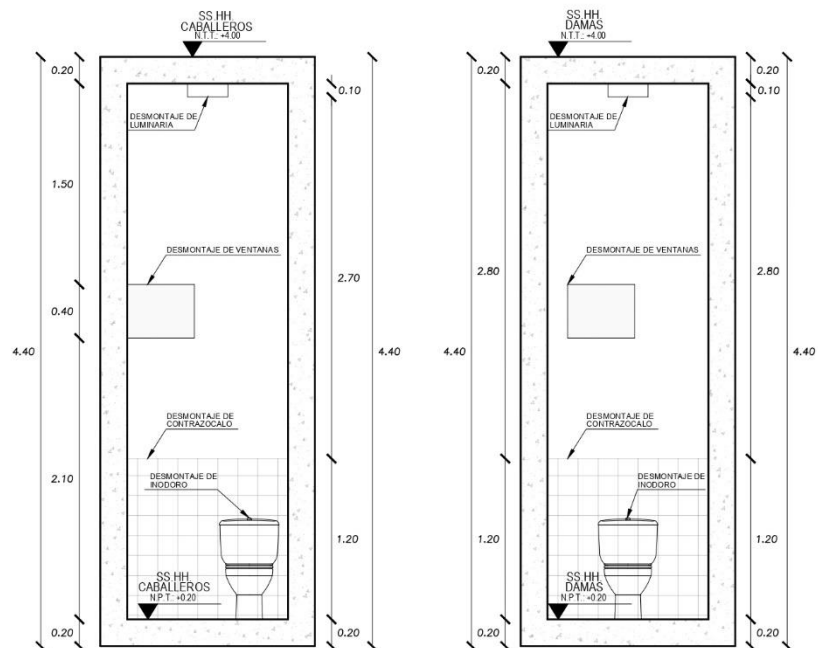 SS.HH.
CABALLEROS
N.T.T.: +4.00
0.20
1.50
0.40
2.10
0.20
4.40
DESMONTAJE DE
LUMINARIA
DESMONTAJE DE VENTANAS
DESMONTAJE DE
CONTRAZOCALO
DESMONTAJE DE
INODORO
SS.HH.
CABALLEROS
N.P.T.: +0.20
0.10
2.70
1.20
0.20
4.40
SS.HH.
DAMAS
N.T.T.: +4.00
0.20
2.80
1.20
0.20
4.40
DESMONTAJE DE
LUMINARIA
DESMONTAJE DE VENTANAS
DESMONTAJE DE
CONTRAZOCALO
DESMONTAJE DE
INODORO
SS.HH.
DAMAS
N.P.T.: +0.20
0.20
0.10
2.80
1.20
0.20
4.40